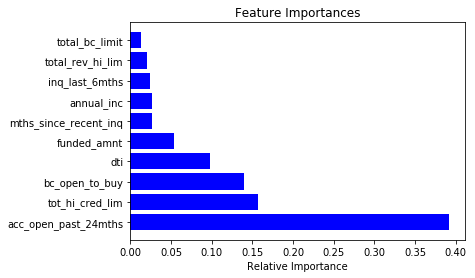 Feature Importances
total_bc_limit
total_rev_hi_lim
inq_last_6mths
annual_inc
mths_since_recent_inq
funded_amnt
dti
bc_open_to_buy
tot_hi_cred_lim
acc_open_past_24mths
0.00 0.05 0.10 0.15 0.20 0.25 0.30 0.35 0.40
Relative Importance